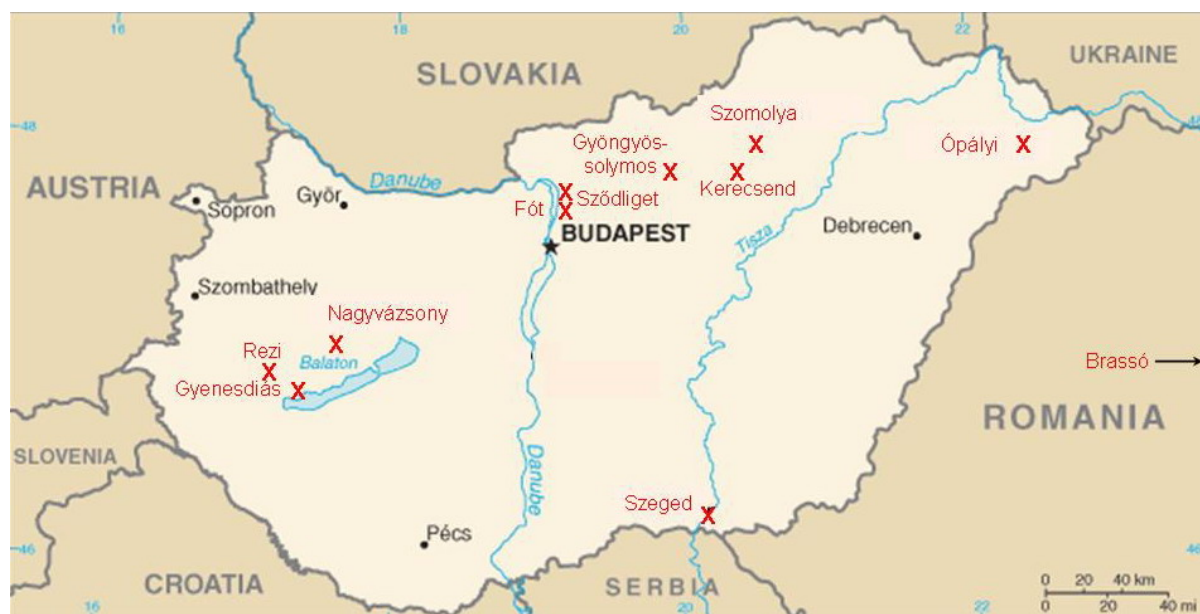 16
18
20
22
UKRAINE
SLOVAKIA
48
48
Szomolya
Gyöngyös-
solymos
Ópályi
Danube
AUSTRIA
Győr
Sopron
Kerecsend
Sződliget
Fót
BUDAPEST
Tisza
Debrecen
Szombathely
Nagyvázsony
Rezi
Balaton
Gyenesdiás
Brassó
ROMANIA
SLOVENIA
Danube
Szeged
Pécs
46
46
CROATIA
SERBIA
0 20 40 km
0 20 40 mi
16
20
22